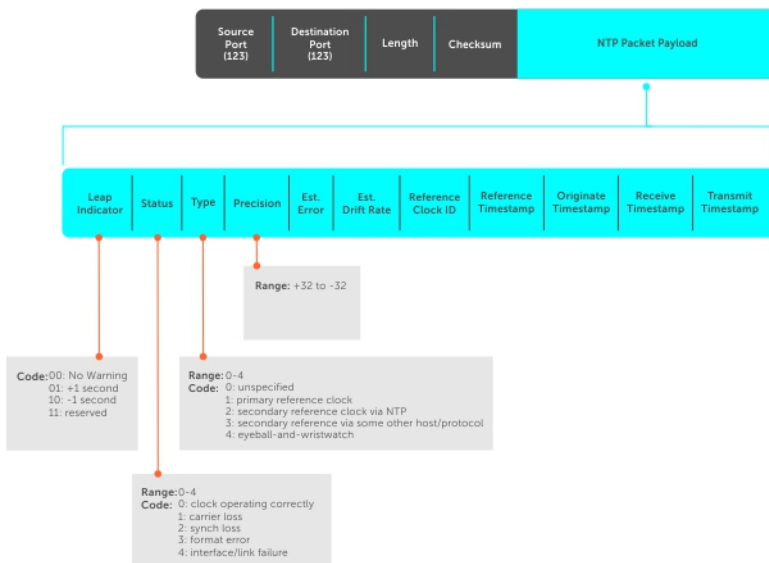 Source
Port
(123)
Destination
Port
(123)
Length
Checksum
NTP Packet Payload
Leap
Indicator
Status
Type
Precision
Est.
Error
Est.
Drift Rate
Reference
Clock ID
Reference
Timestamp
Originate
Timestamp
Receive
Timestamp
Transmit
Timestamp
Range: +32 to -32
Code:00: No Warning
01: +1 second
10: -1 second
11: reserved
Range: 0-4
Code: 0: unspecified
1: primary reference clock
2: secondary reference clock via NTP
3: secondary reference via some other host/protocol
4: eyeball-and-wristwatch
Range:0-4
Code: 0: clock operating correctly
1: carrier loss
2: synch loss
3: format error
4: interface/link failure